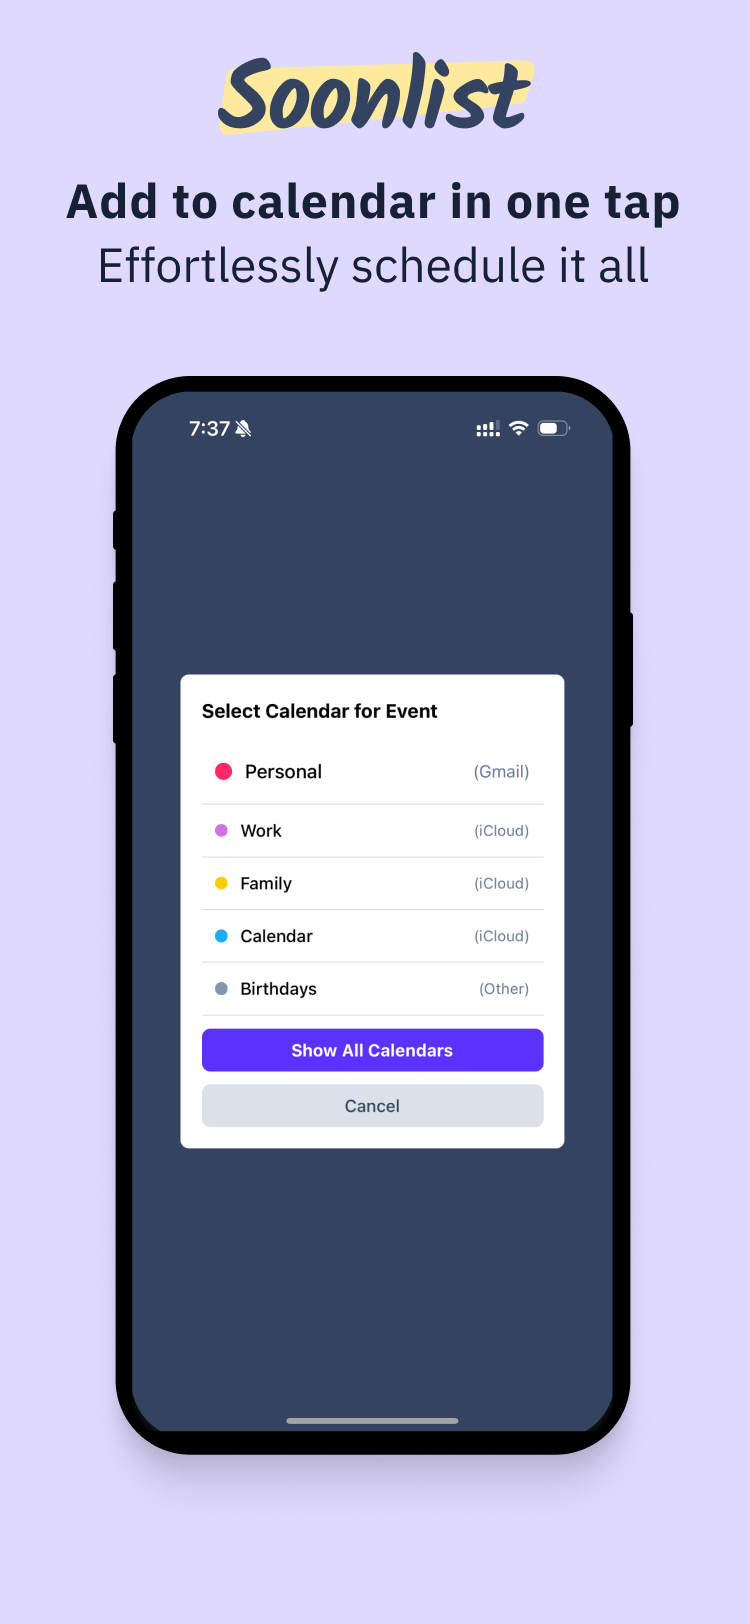 Soonlist
Add to calendar in one tap
Effortlessly schedule it all
7:37
Select Calendar for Event
Personal (Gmail)
Work (iCloud)
Family (iCloud)
Calendar (iCloud)
Birthdays (Other)
Show All Calendars
Cancel